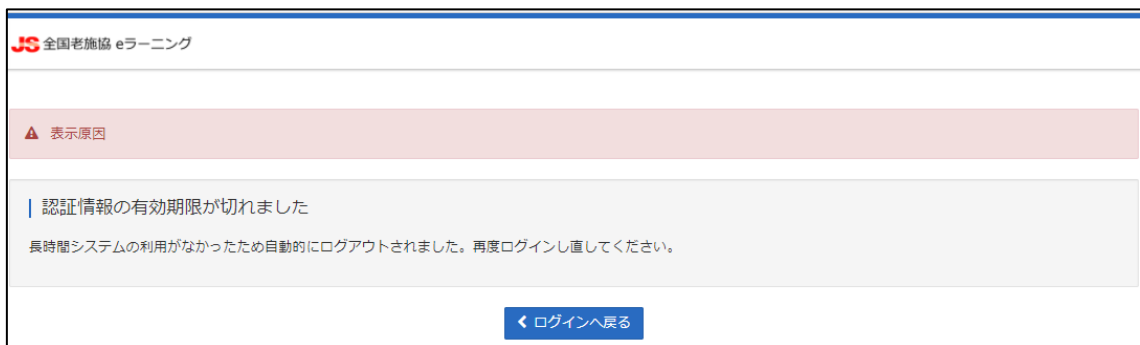 JS 全国老施協 eラーニング
表示原因
認証情報の有効期限が切れました
長時間システムの利用がなかったため自動的にログアウトされました。再度ログインし直してください。
ログインへ戻る